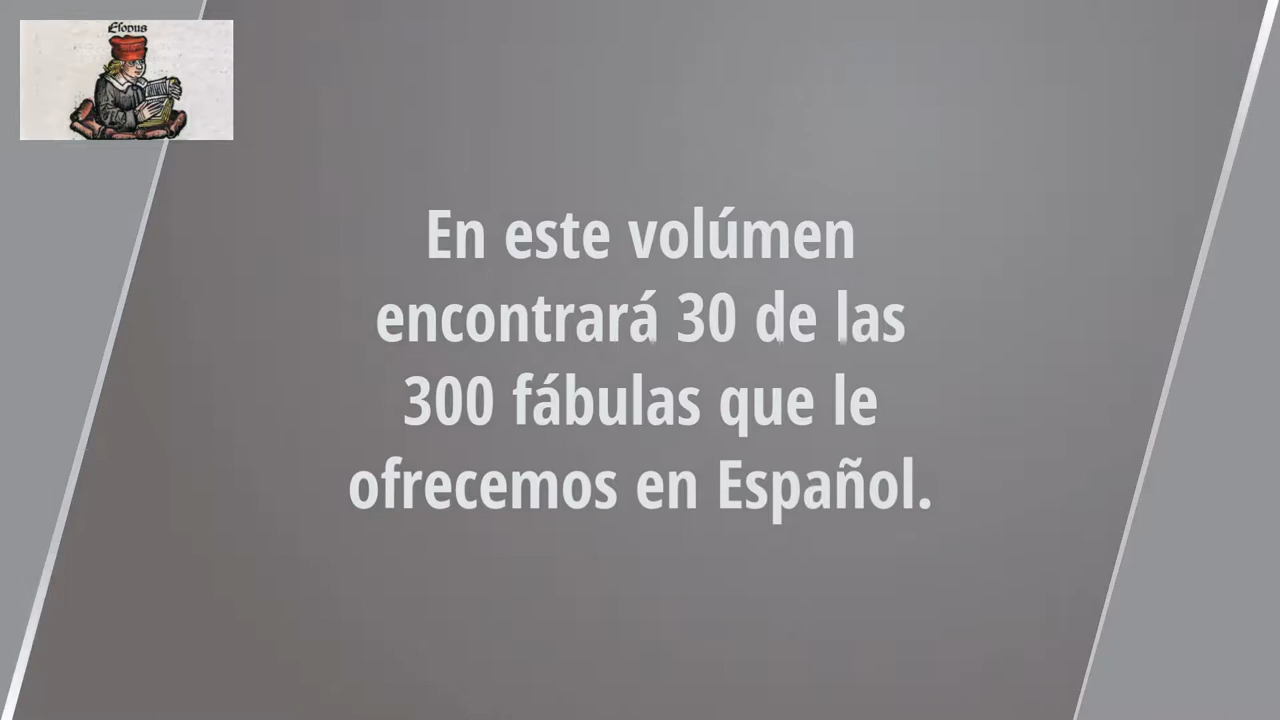 Esopus
En este volúmen
encontrará 30 de las
300 fábulas que le
ofrecemos en Español.